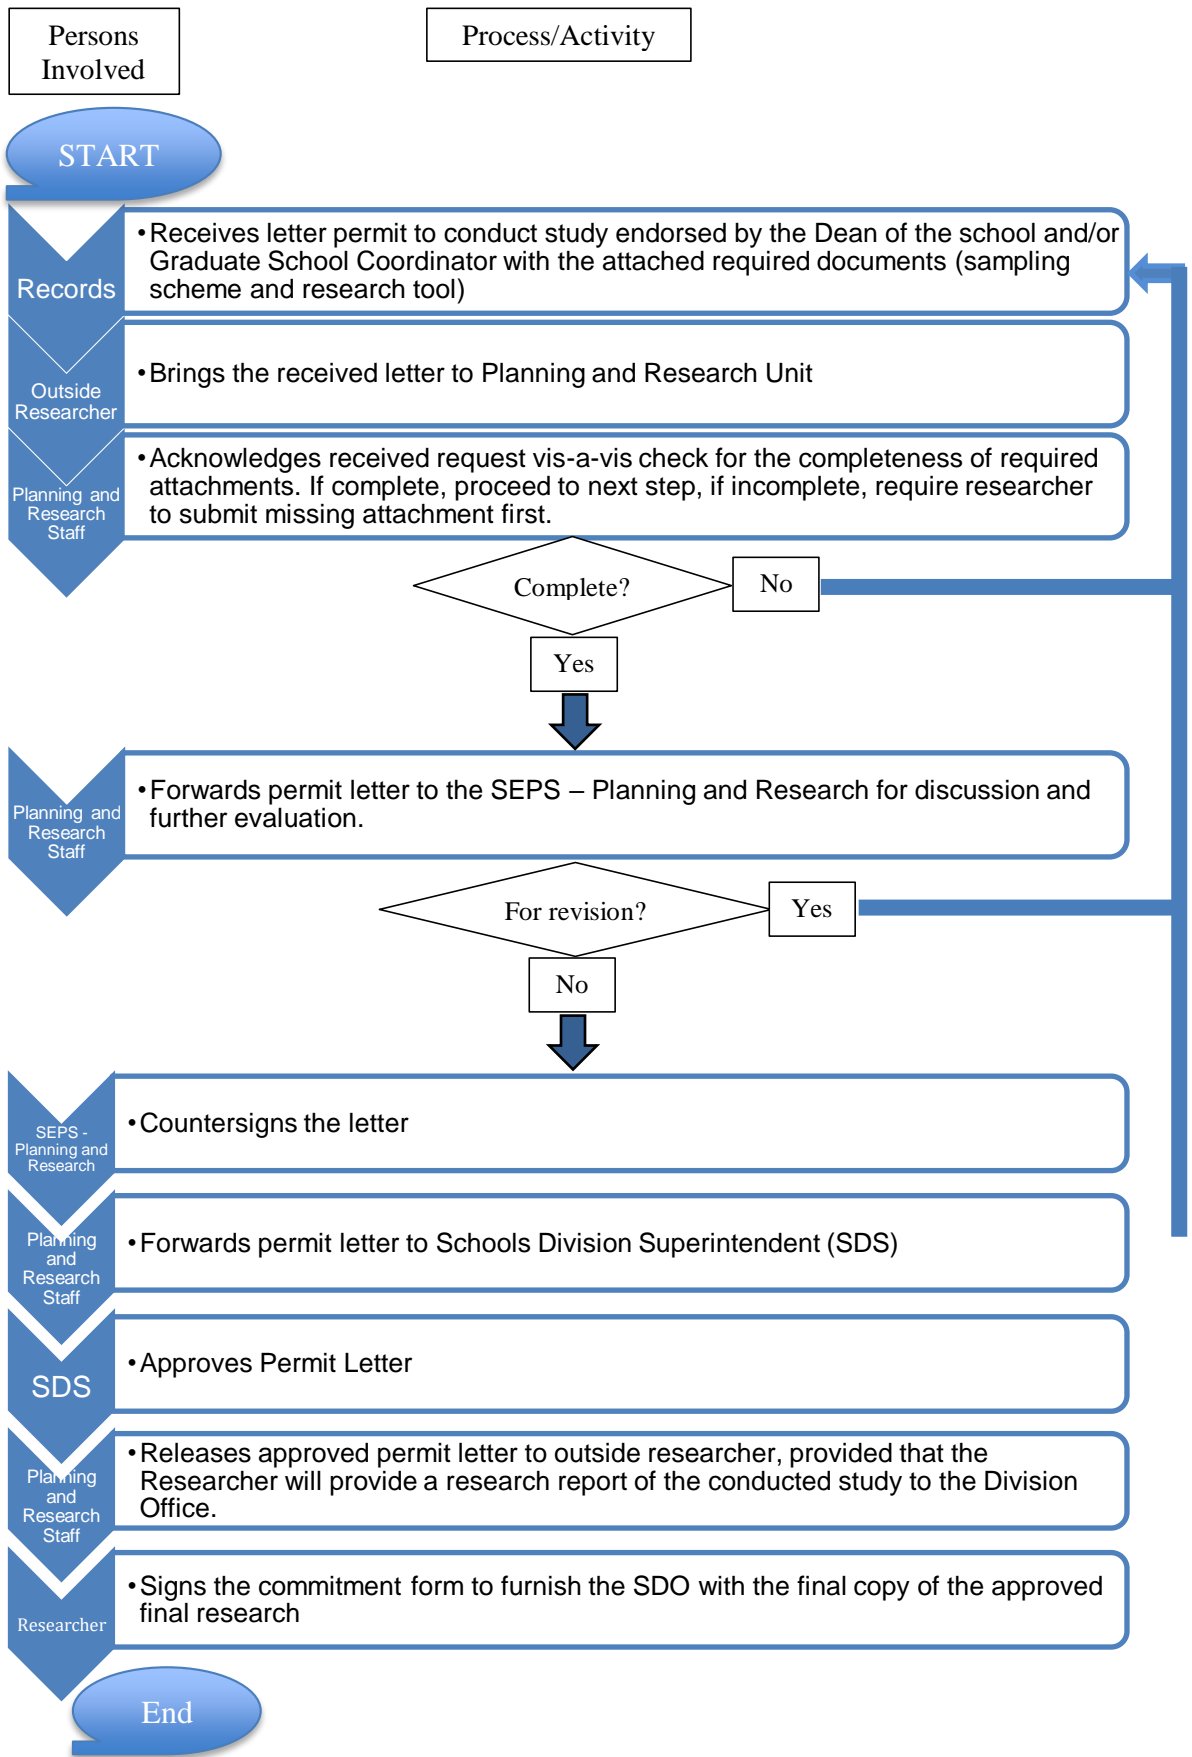 Persons
Involved
Process/Activity
START
Records
•Receives letter permit to conduct study endorsed by the Dean of the school and/or
Graduate School Coordinator with the attached required documents (sampling
scheme and research tool)
Outside
Researcher
•Brings the received letter to Planning and Research Unit
Planning and
Research
Staff
•Acknowledges received request vis-a-vis check for the completeness of required
attachments. If complete, proceed to next step, if incomplete, require researcher
to submit missing attachment first.
Complete?
No
Yes
Planning and
Research
Staff
•Forwards permit letter to the SEPS – Planning and Research for discussion and
further evaluation.
For revision?
Yes
No
SEPS -
Planning and
Research
•Countersigns the letter
Planning
and
Research
Staff
•Forwards permit letter to Schools Division Superintendent (SDS)
SDS
•Approves Permit Letter
Planning
and
Research
Staff
•Releases approved permit letter to outside researcher, provided that the
Researcher will provide a research report of the conducted study to the Division
Office.
Researcher
•Signs the commitment form to furnish the SDO with the final copy of the approved
final research
End